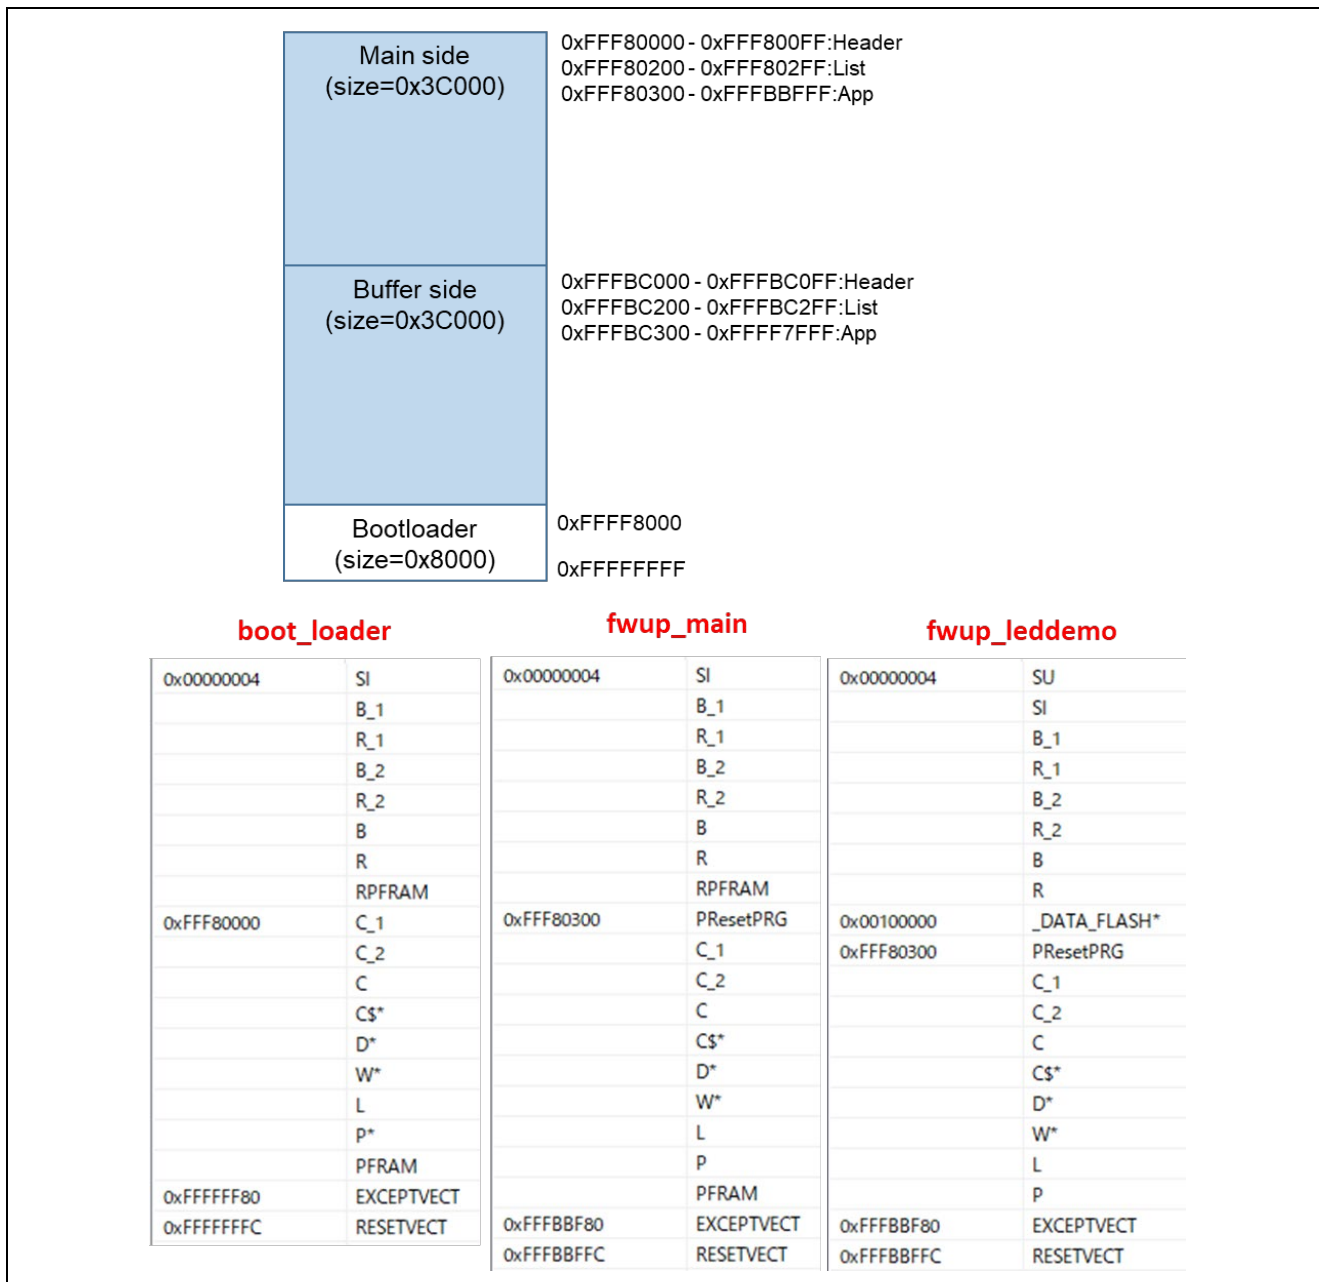 Main side
(size=0x3C000)
0xFFF80000 - 0xFFF800FF:Header
0xFFF80200 - 0xFFF802FF:List
0xFFF80300 - 0xFFFBBFFF:App
Buffer side
(size=0x3C000)
0xFFFBC000 - 0xFFFBC0FF:Header
0xFFFBC200 - 0xFFFBC2FF:List
0xFFFBC300 - 0xFFFF7FFF:App
Bootloader
(size=0x8000)
0xFFFF8000
0xFFFFFFFF
boot_loader
0x00000004 SI
B_1
R_1
B_2
R_2
B
R
RPFRAM
0xFFF80000 C_1
C_2
C
C$*
D*
W*
L
P*
PFRAM
0xFFFFFF80 EXCEPTVECT
0xFFFFFFFC RESETVECT
fwup_main
0x00000004 SI
B_1
R_1
B_2
R_2
B
R
RPFRAM
0xFFF80300 PResetPRG
C_1
C_2
C
C$*
D*
W*
L
P
PFRAM
0xFFFBBF80 EXCEPTVECT
0xFFFBBFFC RESETVECT
fwup_leddemo
0x00000004 SU
SI
B_1
R_1
B_2
R_2
B
R
0x00100000 _DATA_FLASH*
0xFFF80300 PResetPRG
C_1
C_2
C
C$*
D*
W*
L
P
0xFFFBBF80 EXCEPTVECT
0xFFFBBFFC RESETVECT